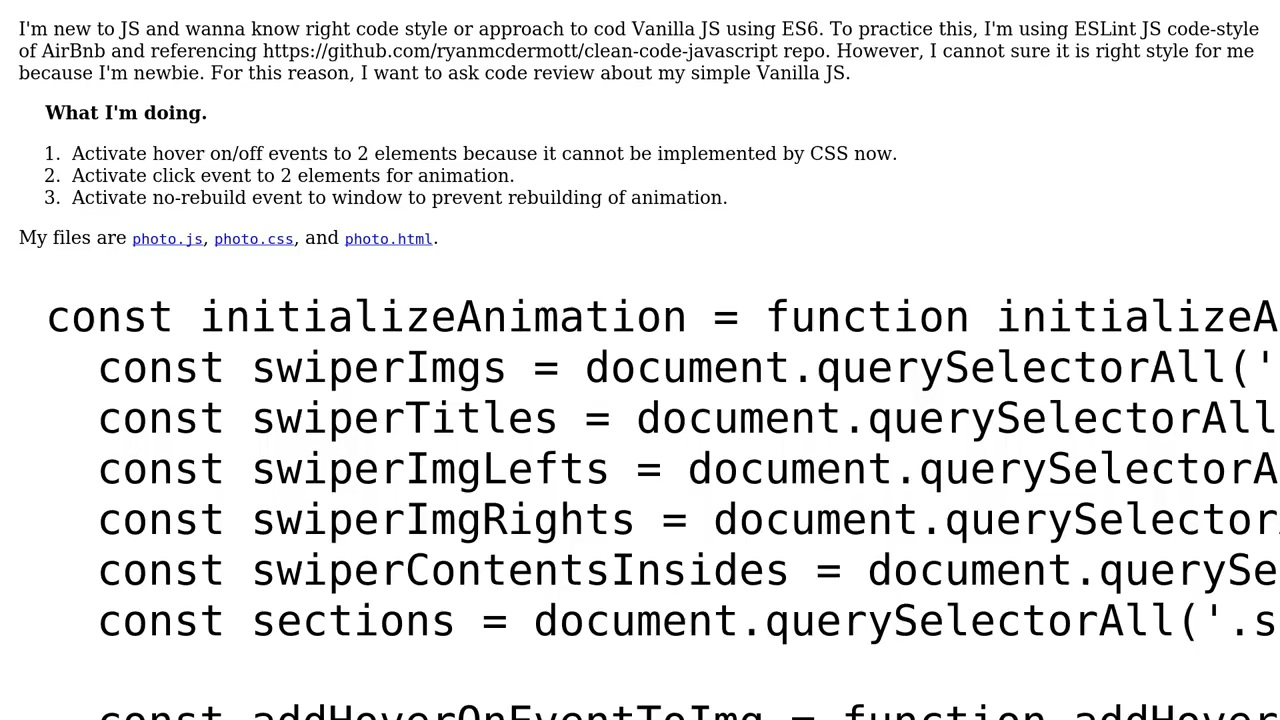 I'm new to JS and wanna know right code style or approach to cod Vanilla JS using ES6. To practice this, I'm using ESLint JS code-style
of AirBnb and referencing https://github.com/ryanmcdermott/clean-code-javascript repo. However, I cannot sure it is right style for me
because I'm newbie. For this reason, I want to ask code review about my simple Vanilla JS.
What I'm doing.
1. Activate hover on/off events to 2 elements because it cannot be implemented by CSS now.
2. Activate click event to 2 elements for animation.
3. Activate no-rebuild event to window to prevent rebuilding of animation.
My files are photo.js, photo.css, and photo.html.
const initializeAnimation = function initializeA
const swiperImgs = document.querySelectorAll('
const swiperTitles = document.querySelectorAll
const swiperImgLefts = document.querySelectorA
const swiperImgRights = document.querySelector
const swiperContentsInsides = document.querySe
const sections = document.querySelectorAll('.s
const addHoverOnEventToImg = function addHover